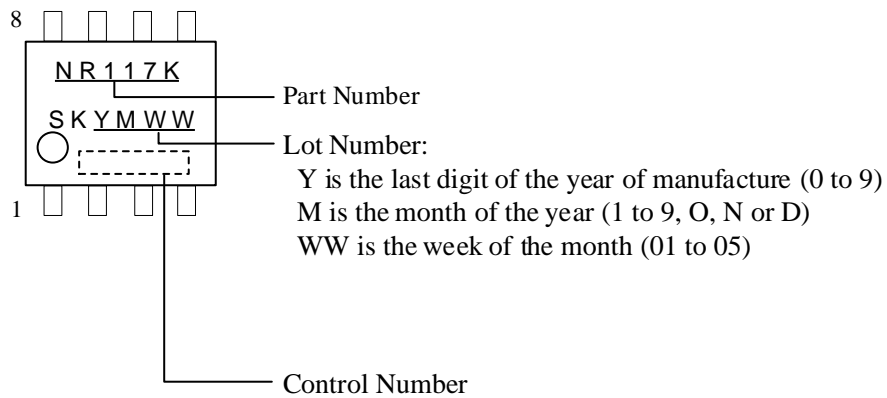 8
NR117K
Part Number
SKYMWW
Lot Number:
Y is the last digit of the year of manufacture (0 to 9)
M is the month of the year (1 to 9, O, N or D)
WW is the week of the month (01 to 05)
1
Control Number